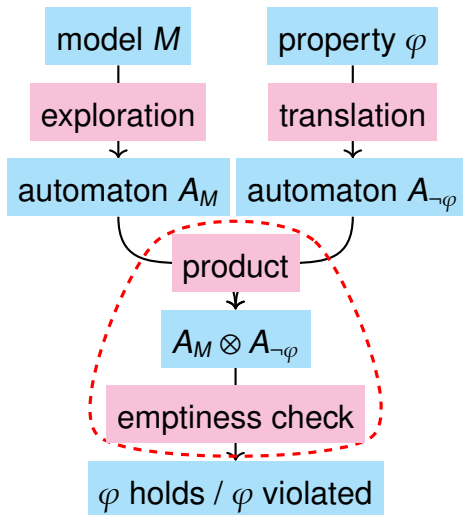 model M
property φ
exploration
translation
automaton A_M
automaton A_¬φ
product
A_M ⊗ A_¬φ
emptiness check
φ holds / φ violated